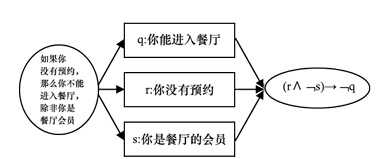 如果你
没有预约，
那么你不能
进入餐厅，
除非你是
餐厅会员
q:你能进入餐厅
r:你没有预约
s:你是餐厅的会员
(r∧ ¬s)→ ¬q